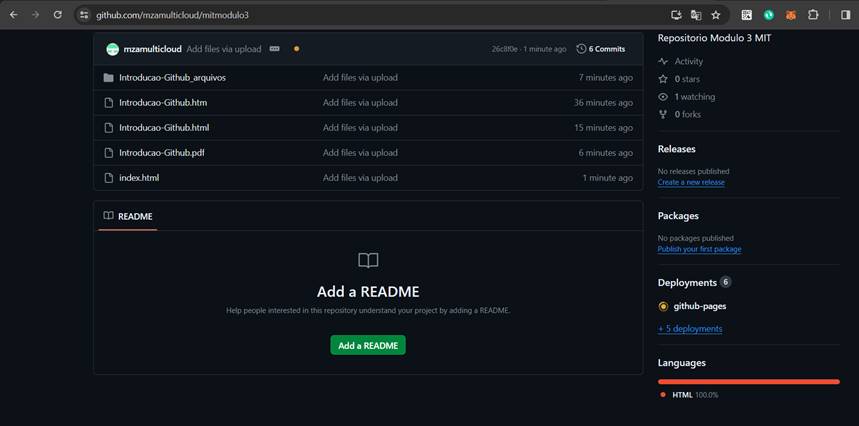 github.com/mzamulticloud/mitmodulo3
mzamulticloud Add files via upload 26c8f0e · 1 minute ago 6 Commits
Introducao-Github_arquivos Add files via upload 7 minutes ago
Introducao-Github.htm Add files via upload 36 minutes ago
Introducao-Github.html Add files via upload 15 minutes ago
Introducao-Github.pdf Add files via upload 6 minutes ago
index.html Add files via upload 1 minute ago
README
Add a README
Help people interested in this repository understand your project by adding a README.
Add a README
Repositorio Modulo 3 MIT
Activity
0 stars
1 watching
0 forks
Releases
No releases published
Create a new release
Packages
No packages published
Publish your first package
Deployments 6
github-pages
+ 5 deployments
Languages
HTML 100.0%